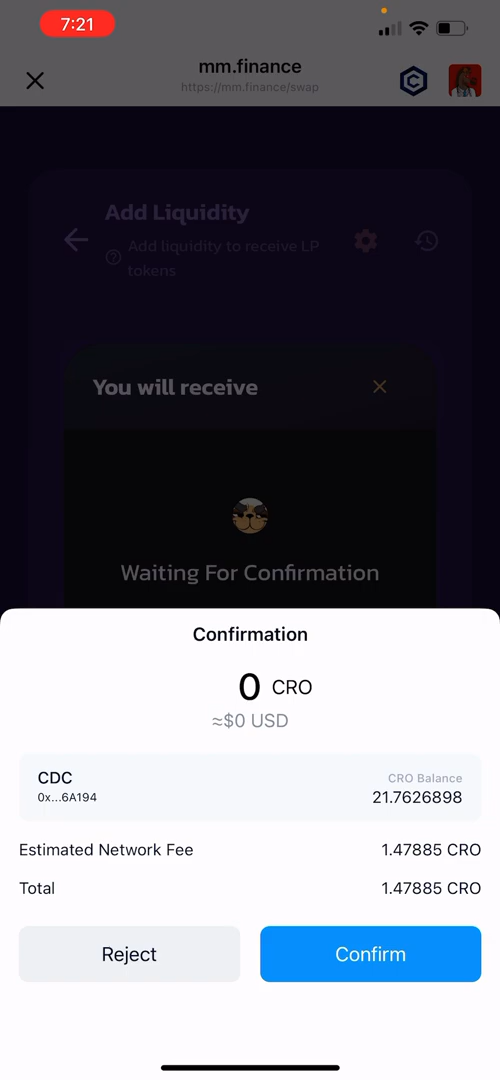 7:21
mm.finance
https://mm.finance/swap
Add Liquidity
Add liquidity to receive LP
tokens
You will receive
Waiting For Confirmation
Confirmation
0 CRO
≈$0 USD
CDC
CRO Balance
0x...6A194
21.7626898
Estimated Network Fee
1.47885 CRO
Total
1.47885 CRO
Reject
Confirm